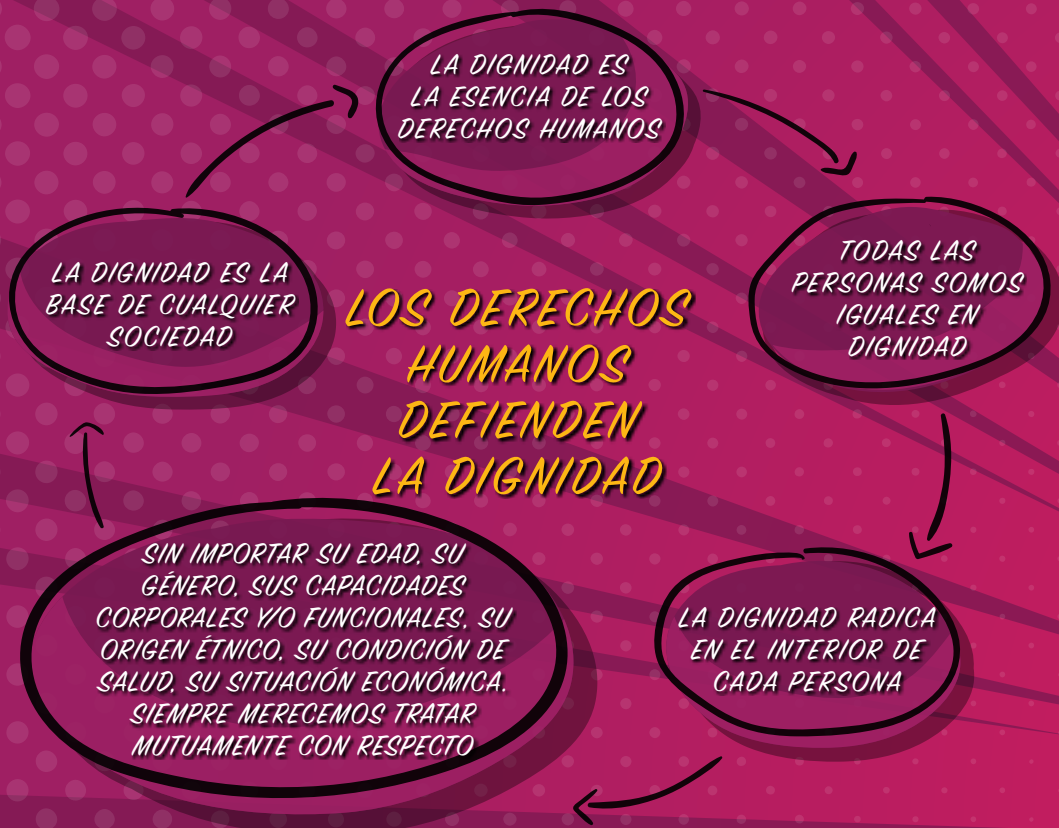 LA DIGNIDAD ES
LA ESENCIA DE LOS
DERECHOS HUMANOS
TODAS LAS
PERSONAS SOMOS
IGUALES EN
DIGNIDAD
LA DIGNIDAD RADICA
EN EL INTERIOR DE
CADA PERSONA
SIN IMPORTAR SU EDAD, SU
GÉNERO, SUS CAPACIDADES
CORPORALES Y/O FUNCIONALES, SU
ORIGEN ÉTNICO, SU CONDICIÓN DE
SALUD, SU SITUACIÓN ECONÓMICA.
SIEMPRE MERECEMOS TRATAR
MUTUAMENTE CON RESPECTO
LA DIGNIDAD ES LA
BASE DE CUALQUIER
SOCIEDAD
LOS DERECHOS
HUMANOS
DEFIENDEN
LA DIGNIDAD